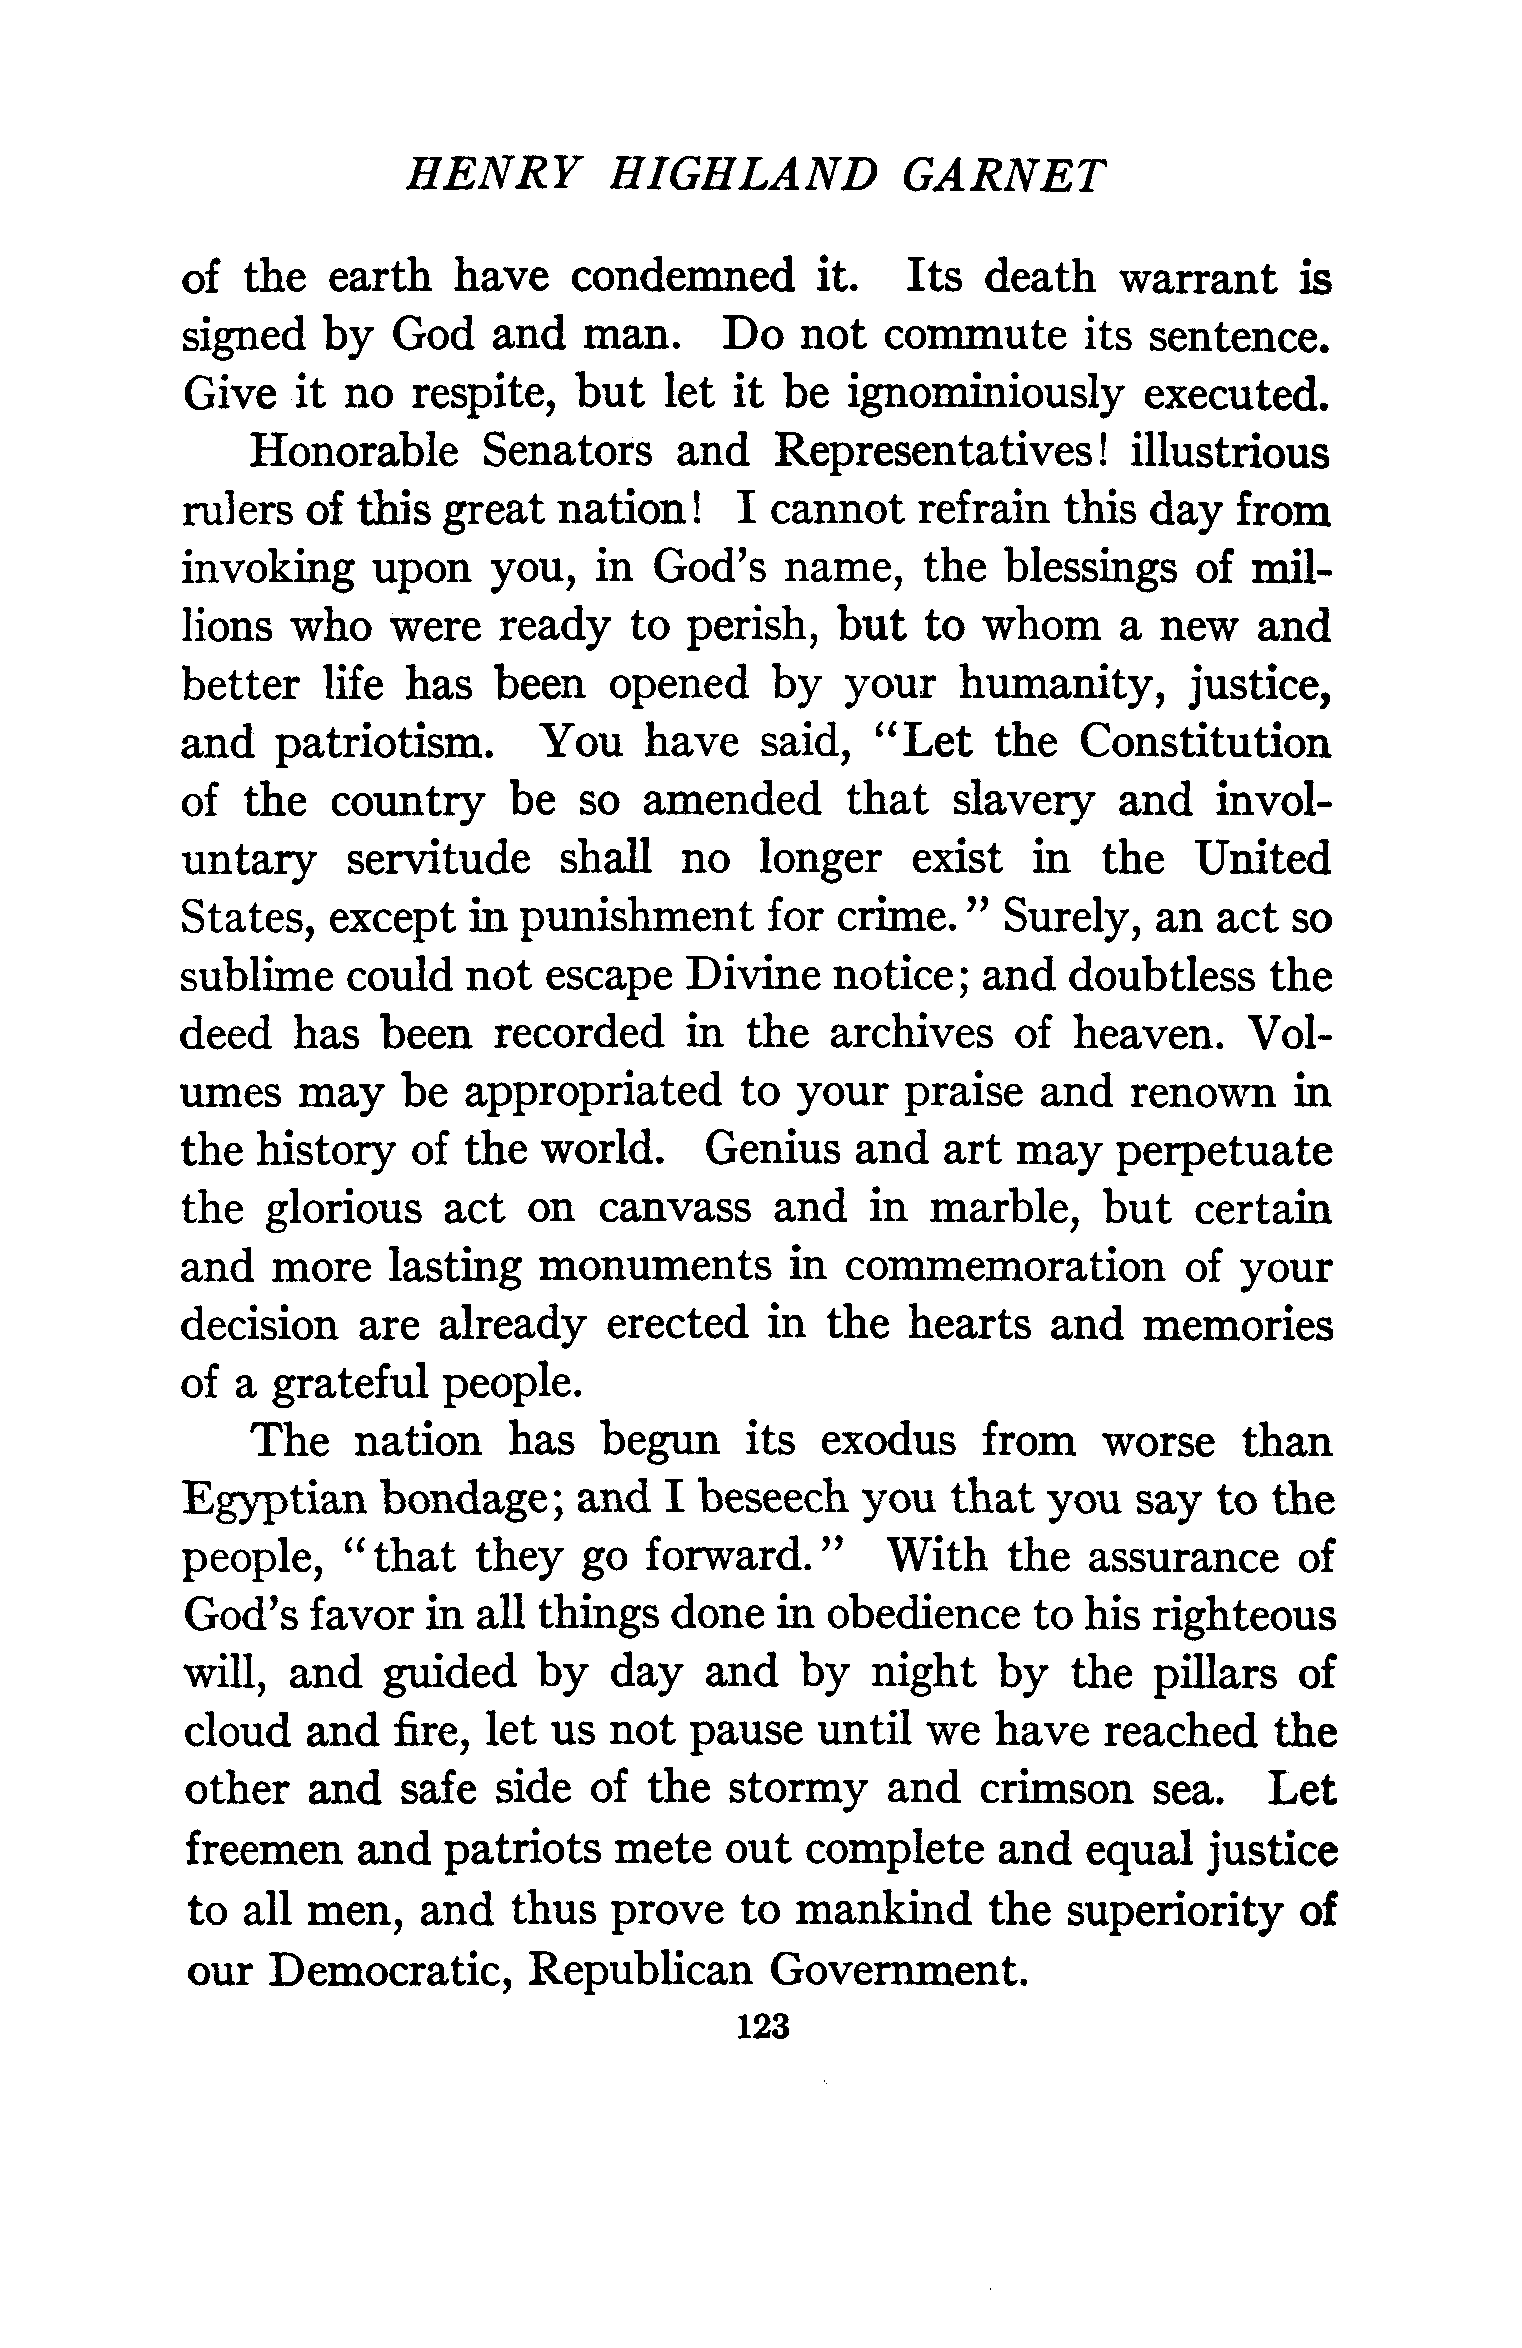 HENRY HIGHLAND GARNET
of the earth have condemned it. Its death warrant is
signed by God and man. Do not commute its sentence.
Give it no respite, but let it be ignominiously executed.
Honorable Senators and Representatives! illustrious
rulers of this great nation! I cannot refrain this day from
invoking upon you, in God's name, the blessings of mil-
lions who were ready to perish, but to whom a new and
better life has been opened by your humanity, justice,
and patriotism. You have said, "Let the Constitution
of the country be so amended that slavery and invol-
untary servitude shall no longer exist in the United
States, except in punishment for crime." Surely, an act so
sublime could not escape Divine notice; and doubtless the
deed has been recorded in the archives of heaven. Vol-
umes may be appropriated to your praise and renown in
the history of the world. Genius and art may perpetuate
the glorious act on canvass and in marble, but certain
and more lasting monuments in commemoration of your
decision are already erected in the hearts and memories
of a grateful people.
The nation has begun its exodus from worse than
Egyptian bondage; and I beseech you that you say to the
people, "that they go forward." With the assurance of
God's favor in all things done in obedience to his righteous
will, and guided by day and by night by the pillars of
cloud and fire, let us not pause until we have reached the
other and safe side of the stormy and crimson sea. Let
freemen and patriots mete out complete and equal justice
to all men, and thus prove to mankind the superiority of
our Democratic, Republican Government.
123